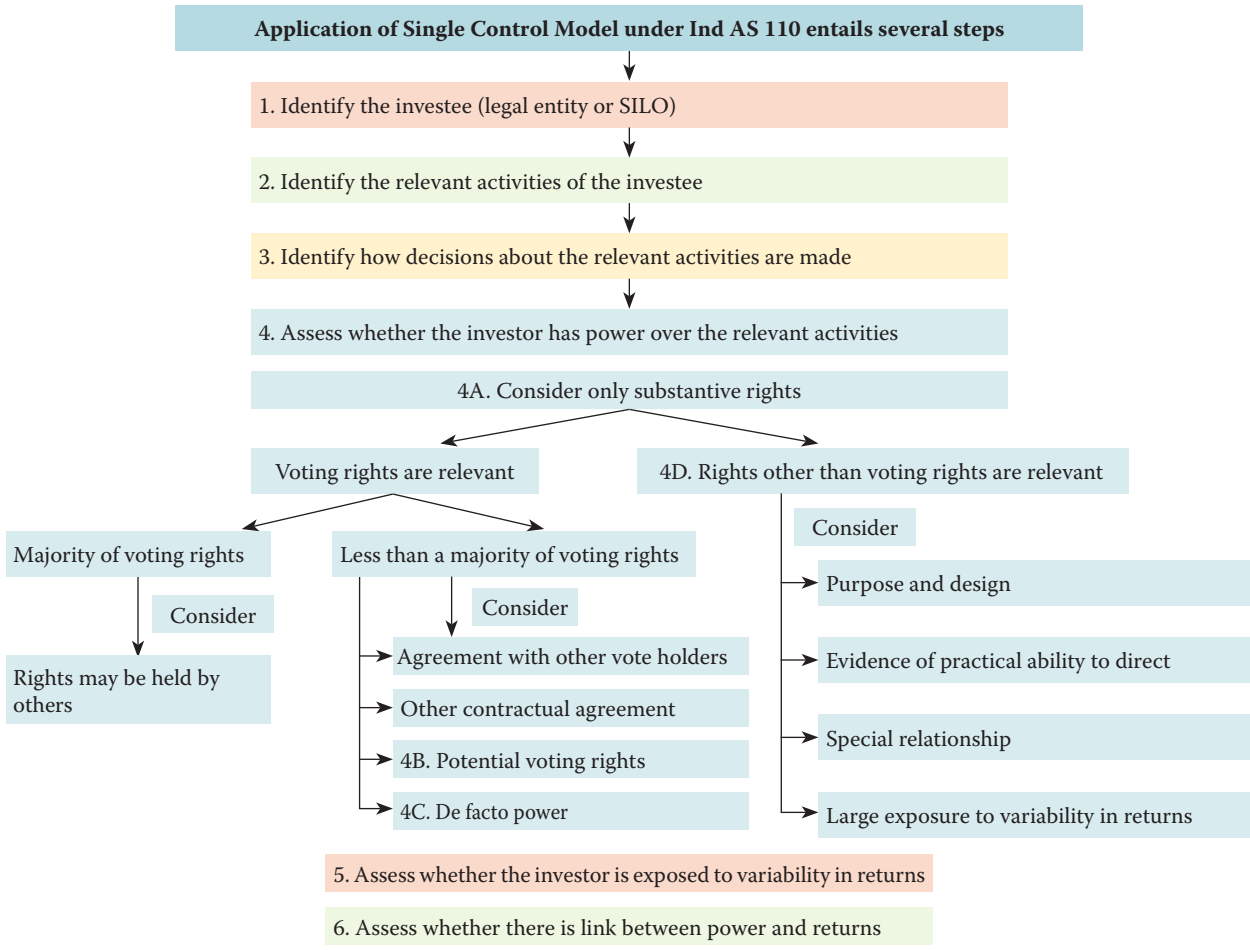 Application of Single Control Model under Ind AS 110 entails several steps
1. Identify the investee (legal entity or SILO)
2. Identify the relevant activities of the investee
3. Identify how decisions about the relevant activities are made
4. Assess whether the investor has power over the relevant activities
4A. Consider only substantive rights
Voting rights are relevant
4D. Rights other than voting rights are relevant
Majority of voting rights
Consider
Rights may be held by
others
Less than a majority of voting rights
Consider
Agreement with other vote holders
Other contractual agreement
4B. Potential voting rights
4C. De facto power
Consider
Purpose and design
Evidence of practical ability to direct
Special relationship
Large exposure to variability in returns
5. Assess whether the investor is exposed to variability in returns
6. Assess whether there is link between power and returns